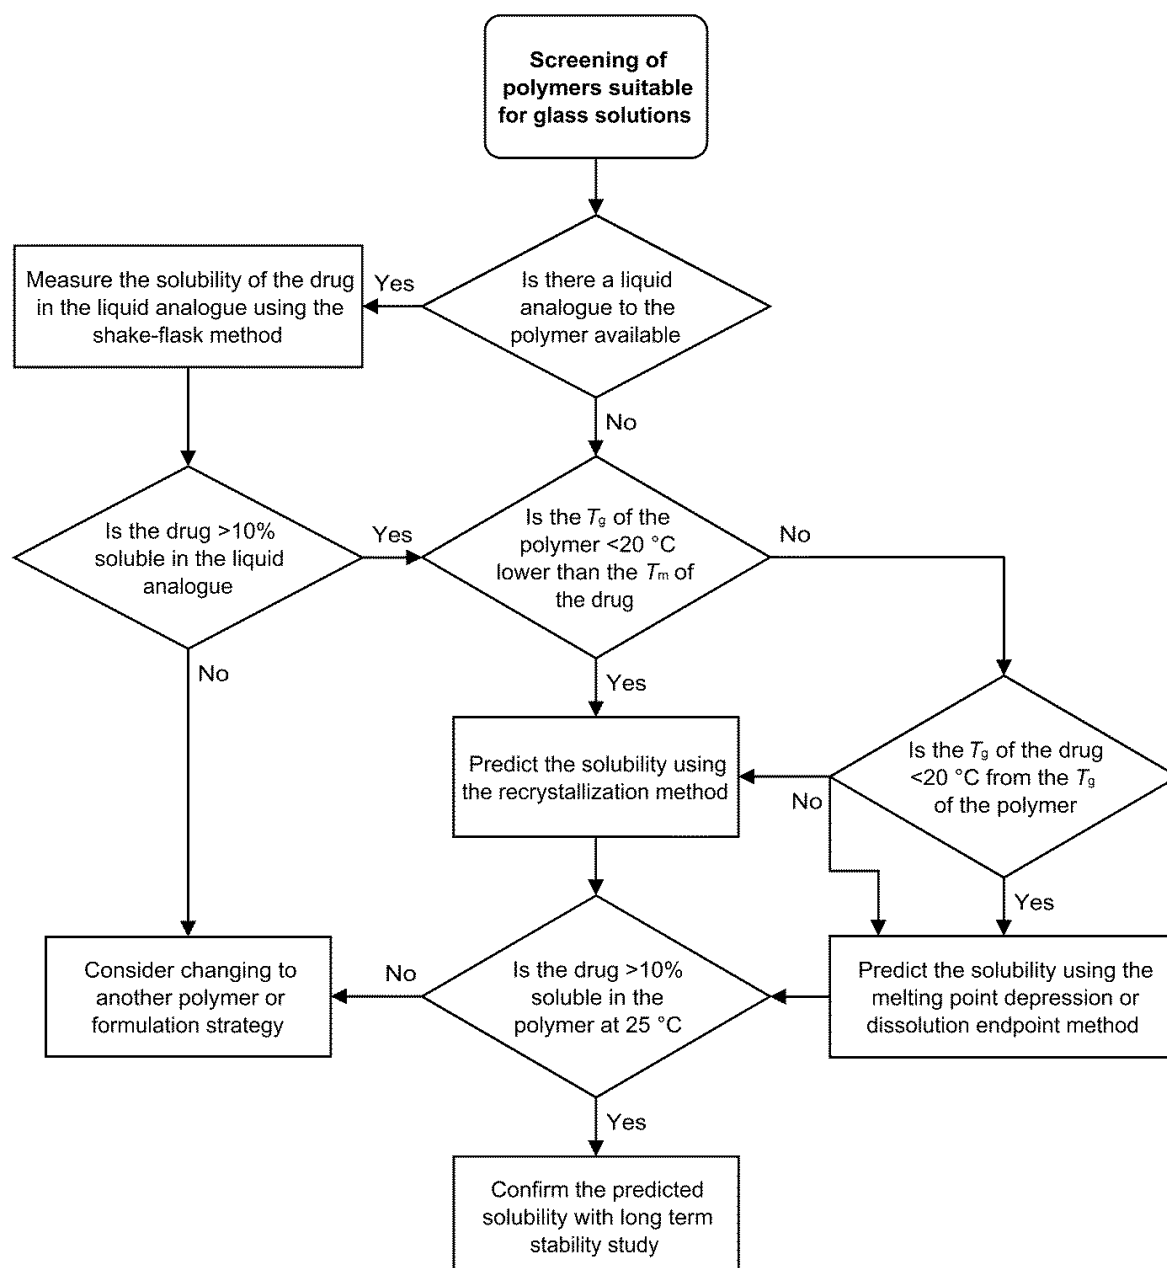 Screening of
polymers suitable
for glass solutions
Is there a liquid
analogue to the
polymer available
Yes
Measure the solubility of the drug
in the liquid analogue using the
shake-flask method
No
Is the drug >10%
soluble in the liquid
analogue
Yes
Is the Tg of the
polymer <20 °C
lower than the Tm of
the drug
No
No
Yes
Predict the solubility using
the recrystallization method
Is the Tg of the drug
<20 °C from the Tg
of the polymer
No
Yes
Consider changing to
another polymer or
formulation strategy
No
Is the drug >10%
soluble in the
polymer at 25 °C
Predict the solubility using the
melting point depression or
dissolution endpoint method
Yes
Confirm the predicted
solubility with long term
stability study